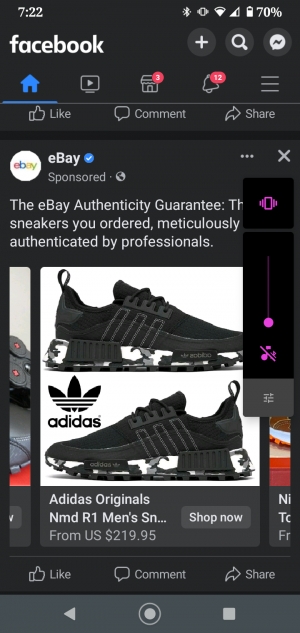 7:22
70%
facebook
3
12
Like Comment Share
ebay
eBay
Sponsored ·
The eBay Authenticity Guarantee: Th
sneakers you ordered, meticulously
authenticated by professionals.
adidas
adidas
adidas
Adidas Originals
Nmd R1 Men's Sn...
From US $219.95
w
Shop now
Ni
To
Fr
Like Comment Share